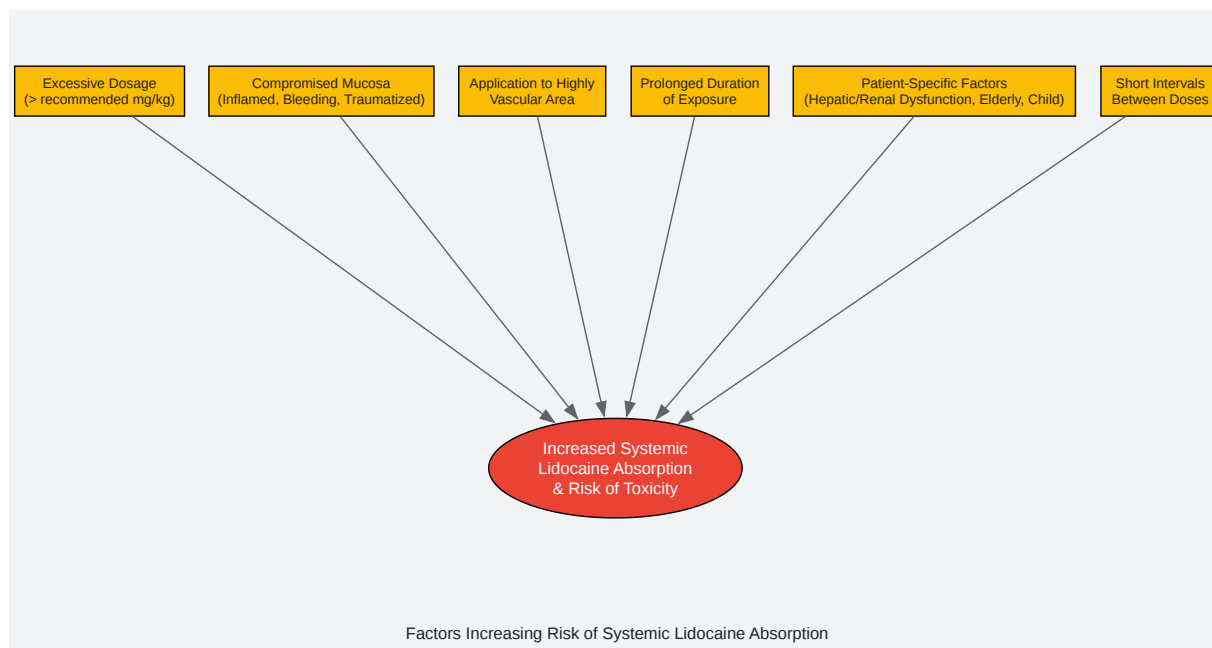 Excessive Dosage
(> recommended mg/kg)
Compromised Mucosa
(Inflamed, Bleeding, Traumatized)
Application to Highly
Vascular Area
Prolonged Duration
of Exposure
Patient-Specific Factors
(Hepatic/Renal Dysfunction, Elderly, Child)
Short Intervals
Between Doses
Increased Systemic
Lidocaine Absorption
& Risk of Toxicity
Factors Increasing Risk of Systemic Lidocaine Absorption